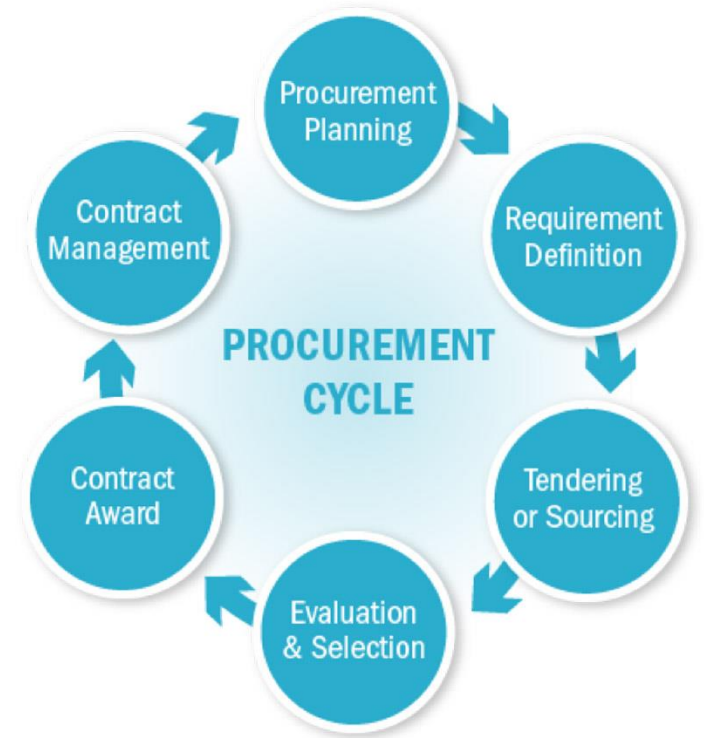 Procurement
Planning
Requirement
Definition
Tendering
or Sourcing
Evaluation
& Selection
Contract
Award
Contract
Management
PROCUREMENT
CYCLE